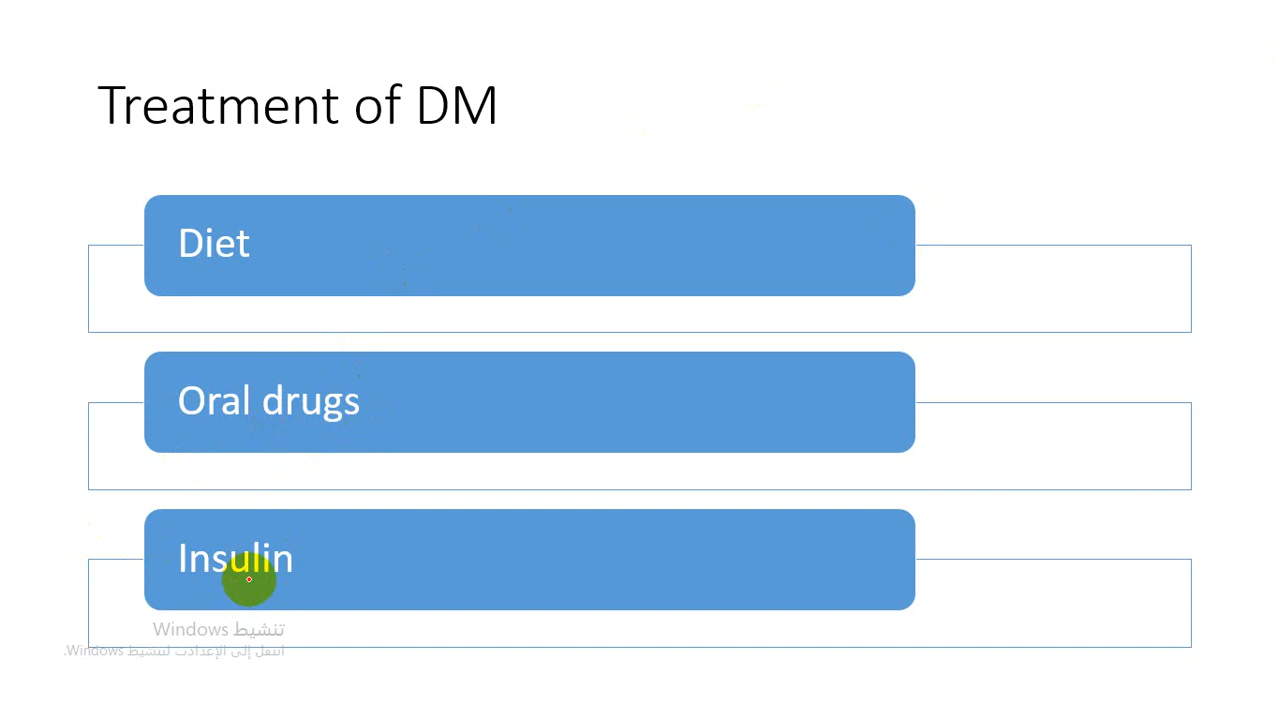 Treatment of DM
Diet
Oral drugs
Insulin
تنشيط Windows
انتقل إلى الإعدادات لتنشيط Windows.